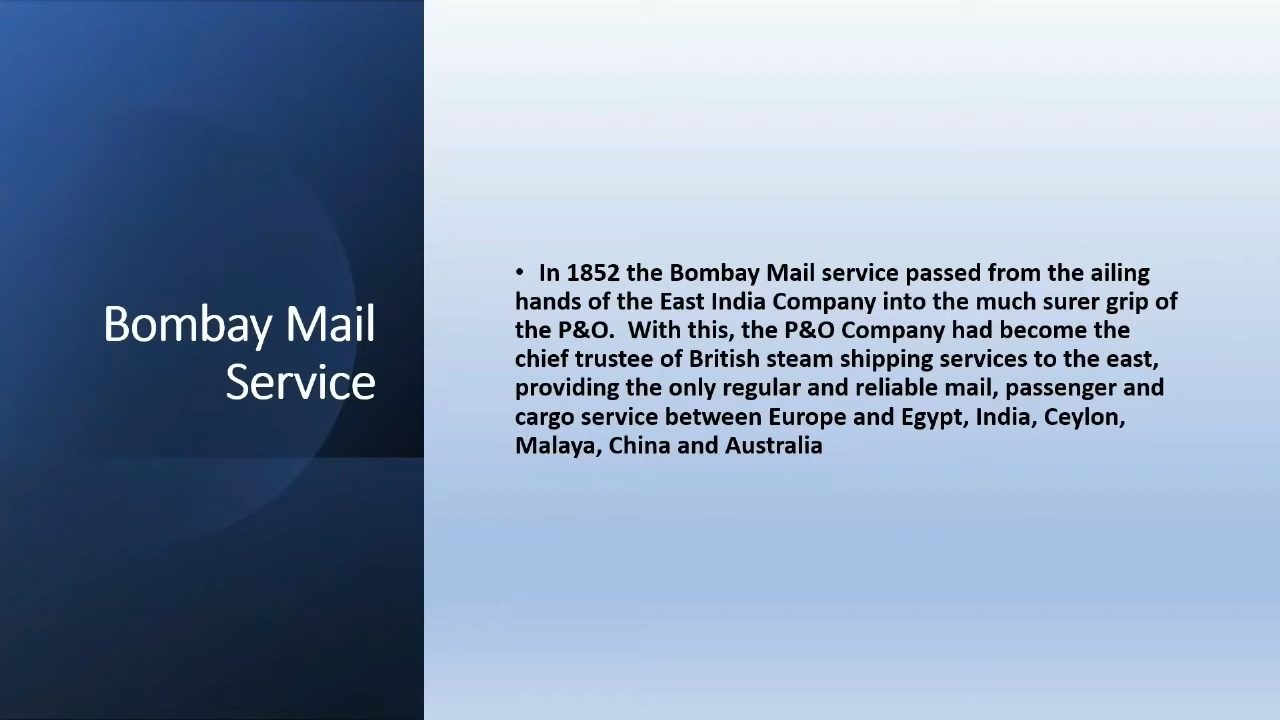 Bombay Mail
Service
• In 1852 the Bombay Mail service passed from the ailing
hands of the East India Company into the much surer grip of
the P&O.  With this, the P&O Company had become the
chief trustee of British steam shipping services to the east,
providing the only regular and reliable mail, passenger and
cargo service between Europe and Egypt, India, Ceylon,
Malaya, China and Australia